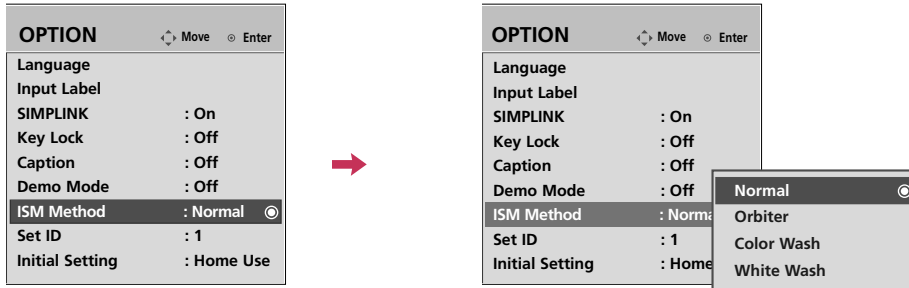 OPTION Move Enter
Language
Input Label
SIMPLINK : On
Key Lock : Off
Caption : Off
Demo Mode : Off
ISM Method : Normal
Set ID : 1
Initial Setting : Home Use
OPTION Move Enter
Language
Input Label
SIMPLINK : On
Key Lock : Off
Caption : Off
Demo Mode : Off
ISM Method : Norma
Set ID : 1
Initial Setting : Home
Normal
Orbiter
Color Wash
White Wash